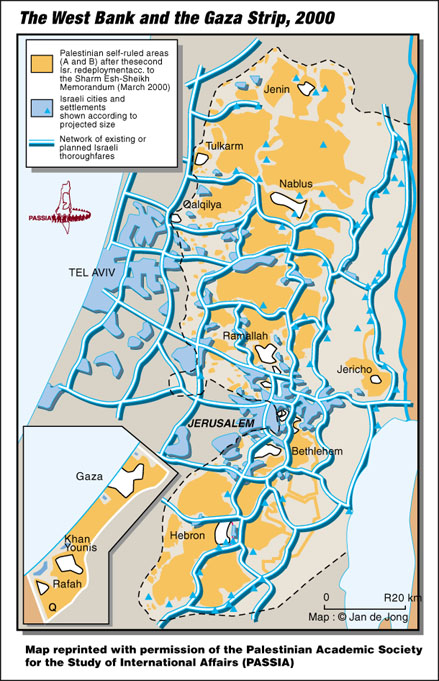 The West Bank and the Gaza Strip, 2000
Palestinian self-ruled areas
(A and B) after thesecond
Isr. redeploymentacc. to
the Sharm Esh-Sheikh
Memorandum (March 2000)
Israeli cities and
settlements
shown according to
projected size
Network of existing or
planned Israeli
thoroughfares
Jenin
Tulkarm
Nablus
Qalqilya
PASSIA
TEL AVIV
Ramallah
Jericho
JERUSALEM
Bethlehem
Gaza
Khan
Younis
Hebron
Rafah
Q
0 R20 km
Map : © Jan de Jong
Map reprinted with permission of the Palestinian Academic Society
for the Study of International Affairs (PASSIA)